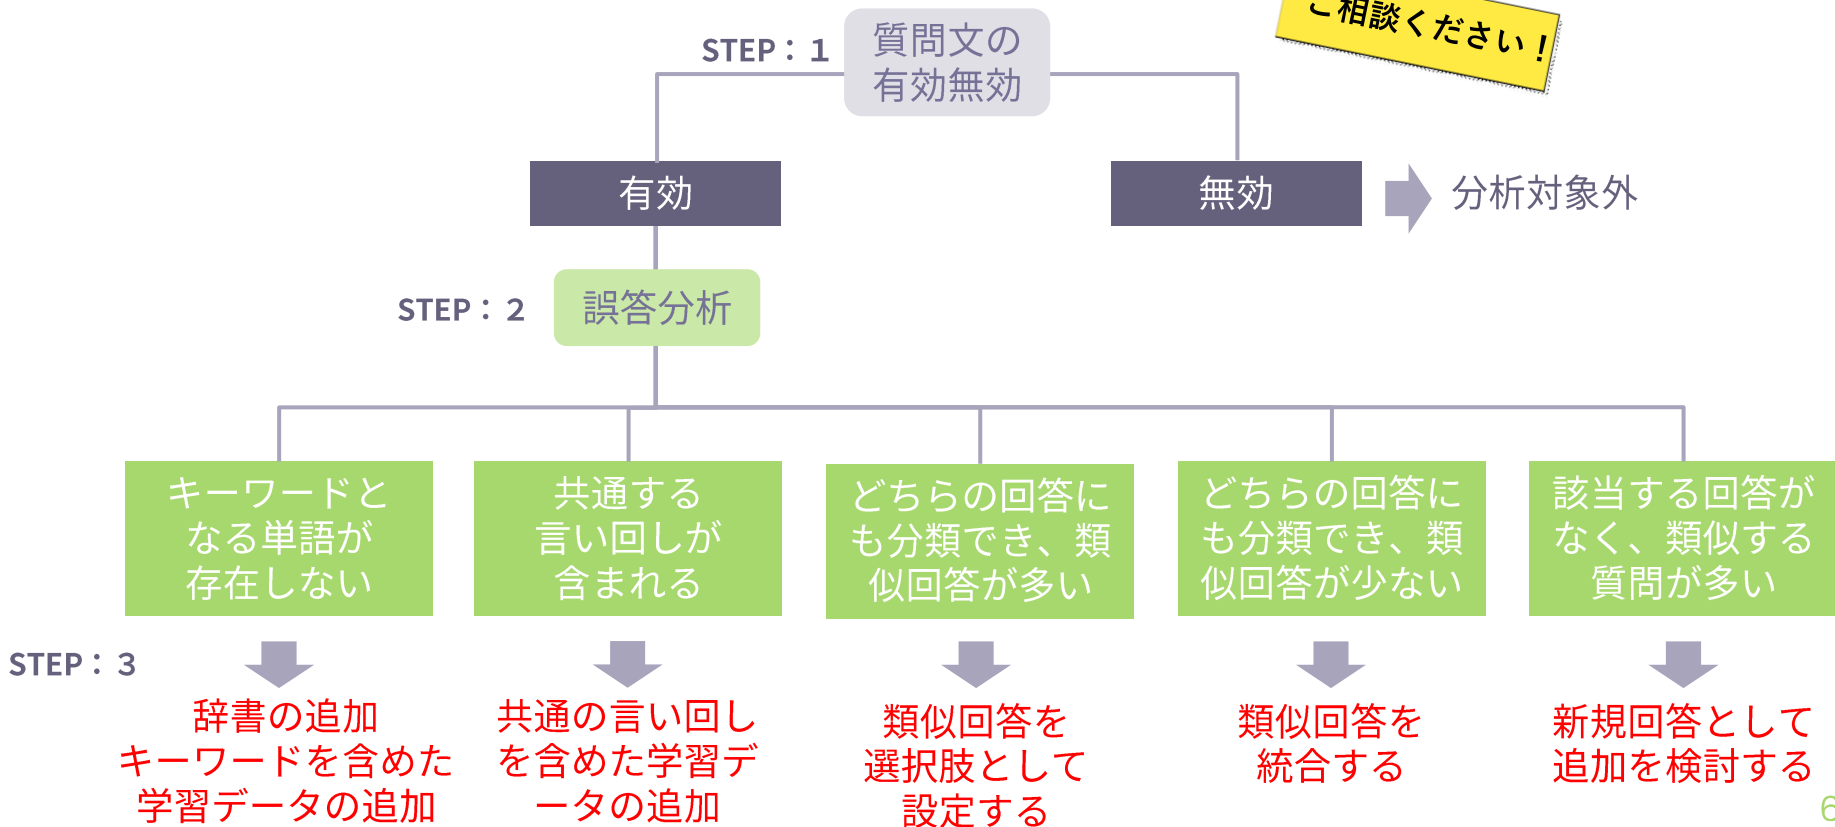 ご相談ください！
STEP：１
質問文の
有効無効
有効
無効
分析対象外
STEP：２
誤答分析
キーワードと
なる単語が
存在しない
共通する
言い回しが
含まれる
どちらの回答に
も分類でき、類
似回答が多い
どちらの回答に
も分類でき、類
似回答が少ない
該当する回答が
なく、類似する
質問が多い
STEP：３
辞書の追加
キーワードを含めた
学習データの追加
共通の言い回し
を含めた学習デ
ータの追加
類似回答を
選択肢として
設定する
類似回答を
統合する
新規回答として
追加を検討する
6